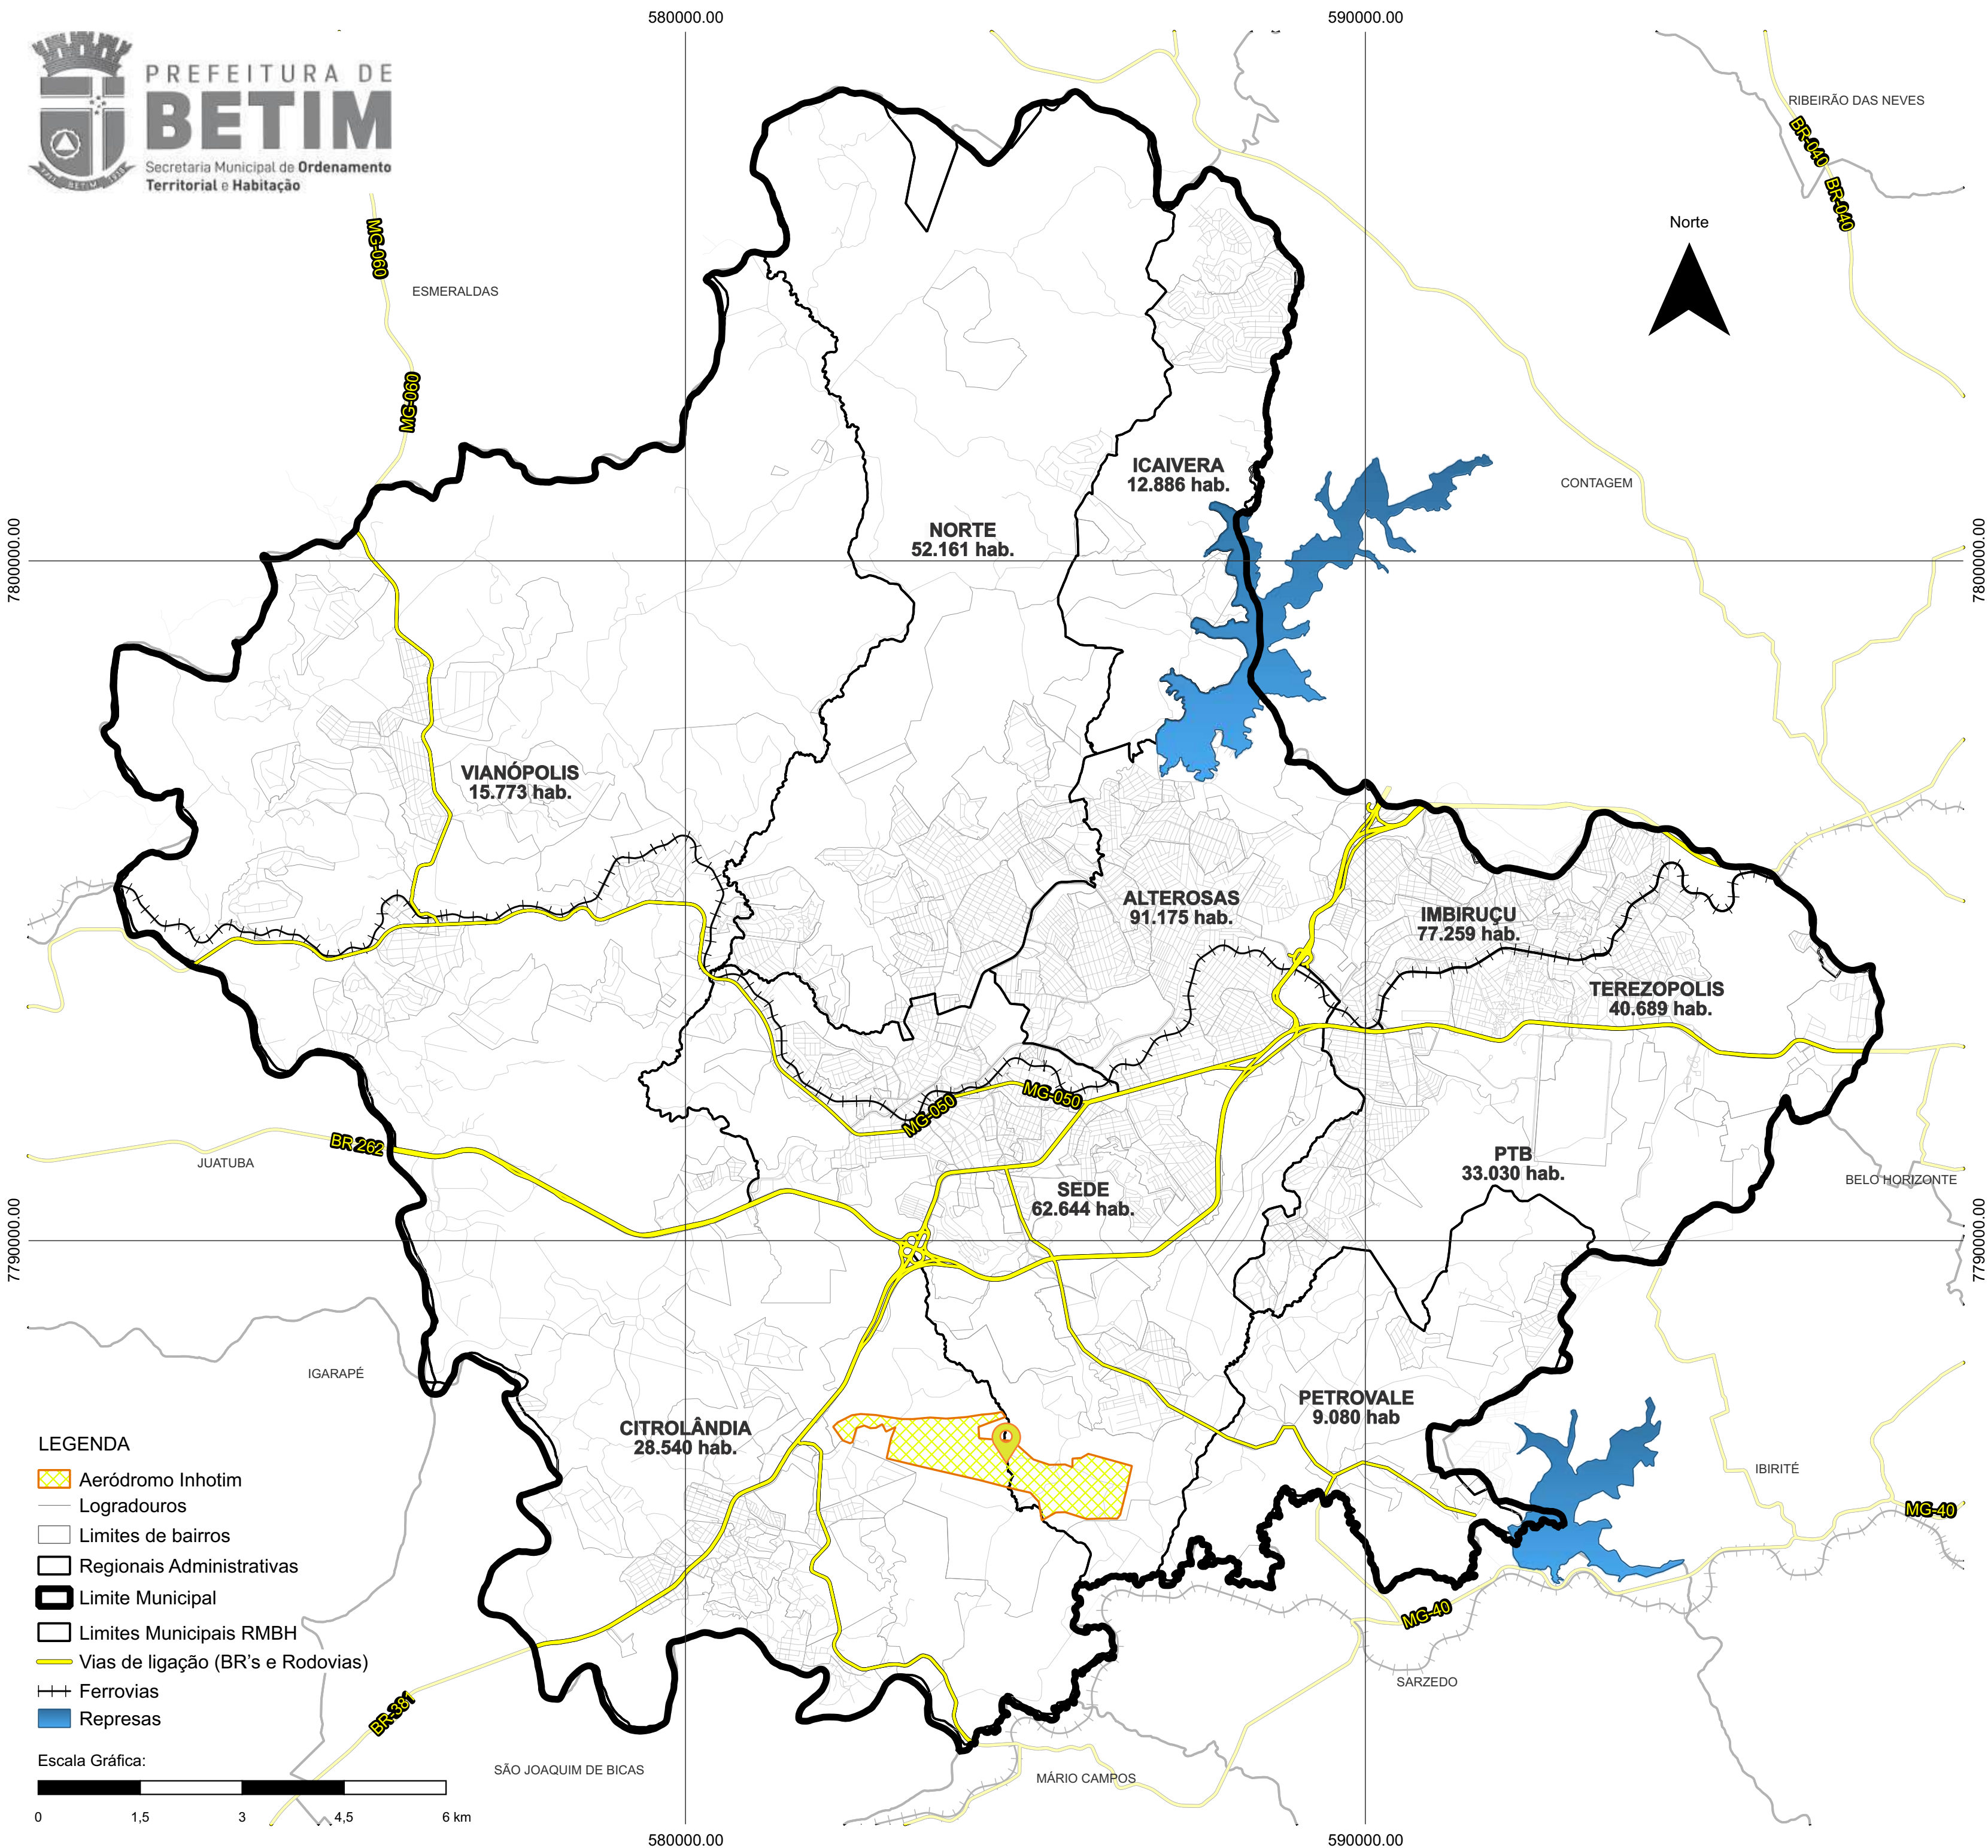 580000.00
590000.00
PREFEITURA DE
BETIM
Secretaria Municipal de Ordenamento
Territorial e Habitação
BETIM
RIBEIRÃO DAS NEVES
BR-040
BR-040
Norte
MG-060
ESMERALDAS
MG-060
ICAIVERA
12.886 hab.
CONTAGEM
NORTE
52.161 hab.
7800000.00
7800000.00
VIANÓPOLIS
15.773 hab.
ALTEROSAS
91.175 hab.
IMBIRUÇU
77.259 hab.
TEREZOPOLIS
40.689 hab.
MG-050
MG-050
BR 262
JUATUBA
PTB
33.030 hab.
BELO HORIZONTE
SEDE
62.644 hab.
7790000.00
7790000.00
IGARAPÉ
PETROVALE
9.080 hab
CITROLÂNDIA
28.540 hab.
IBIRITÉ
MG-40
LEGENDA
Aeródromo Inhotim
Logradouros
Limites de bairros
Regionais Administrativas
Limite Municipal
Limites Municipais RMBH
Vias de ligação (BR's e Rodovias)
Ferrovias
Represas
MG-40
SARZEDO
BR-381
SÃO JOAQUIM DE BICAS
MÁRIO CAMPOS
Escala Gráfica:
0 1,5 3 4,5 6 km
580000.00
590000.00